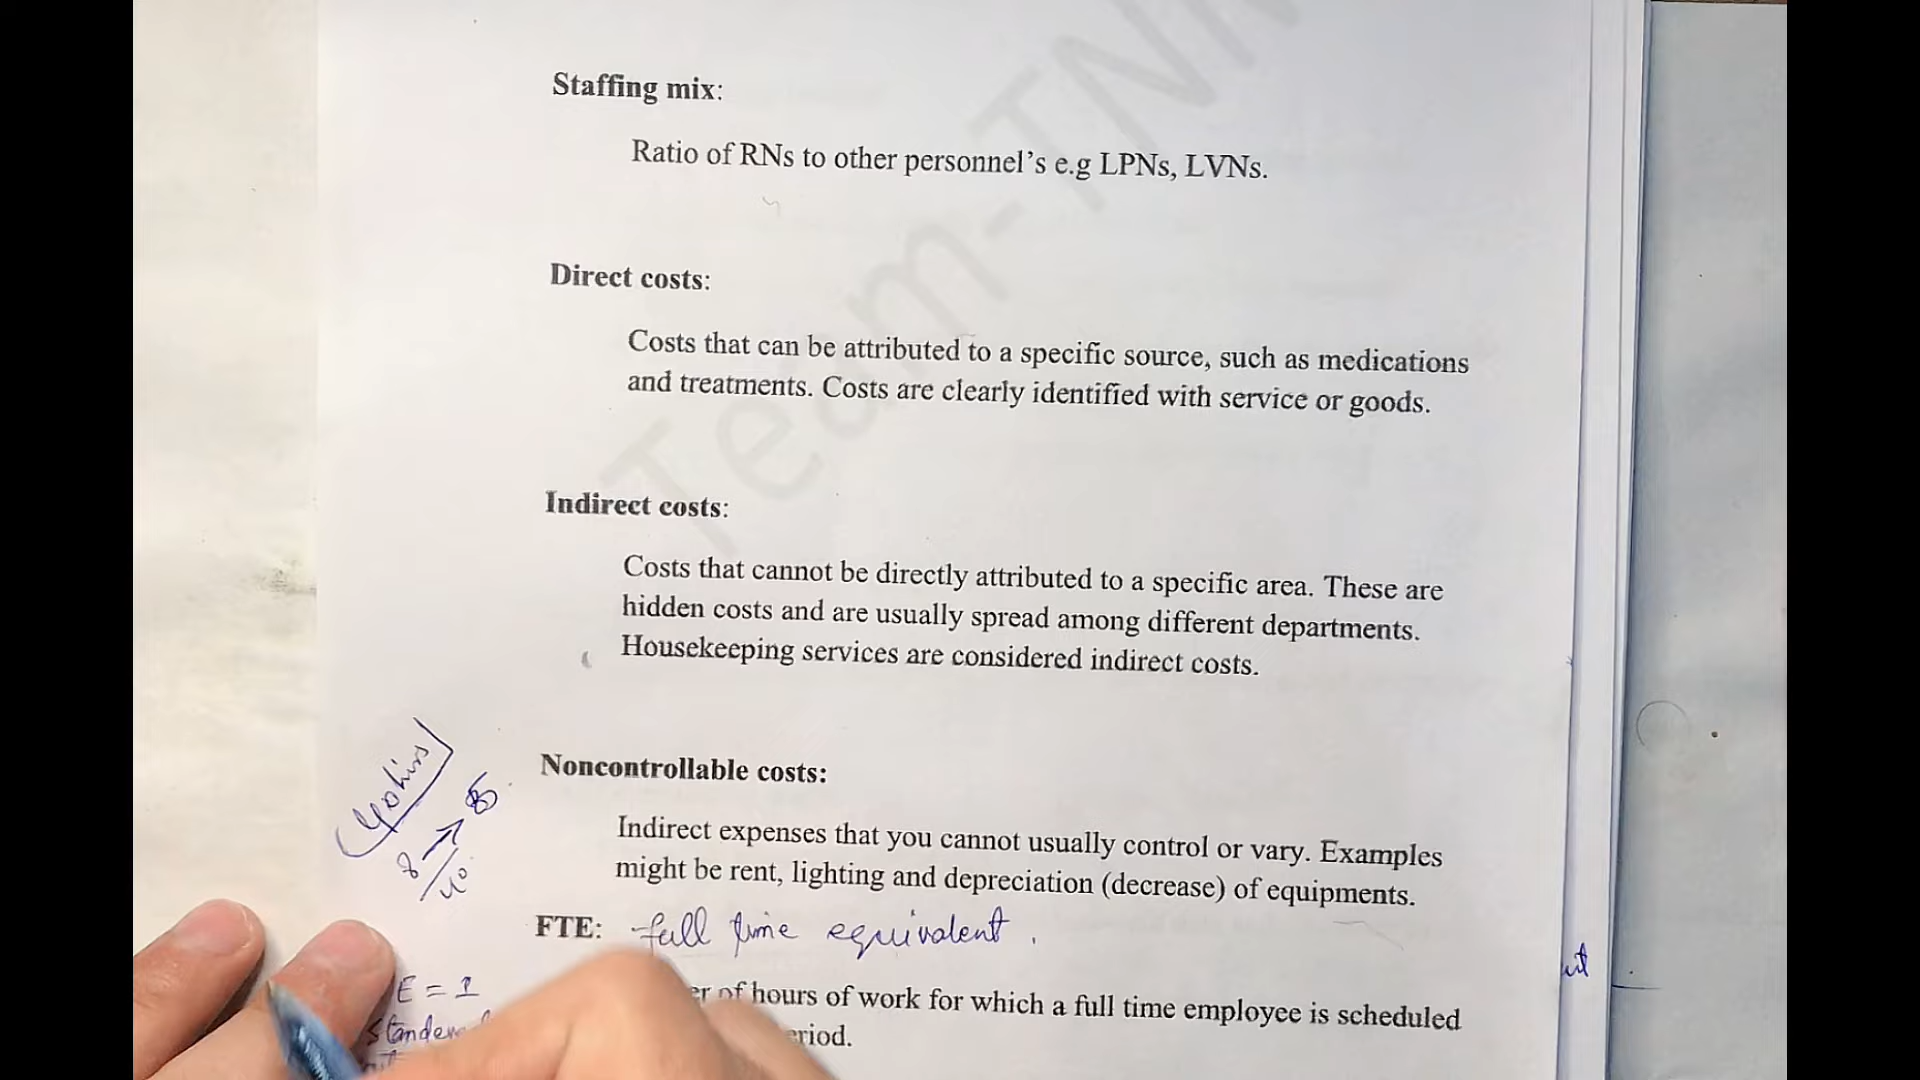 Staffing mix:
Ratio of RNs to other personnel's e.g LPNs, LVNs.
Direct costs:
Costs that can be attributed to a specific source, such as medications
and treatments. Costs are clearly identified with service or goods.
Indirect costs:
Costs that cannot be directly attributed to a specific area. These are
hidden costs and are usually spread among different departments.
Housekeeping services are considered indirect costs.
Noncontrollable costs:
Indirect expenses that you cannot usually control or vary. Examples
might be rent, lighting and depreciation (decrease) of equipments.
FTE: full time equivalent.
of hours of work for which a full time employee is scheduled
E = 1
8
40
Team-TNN